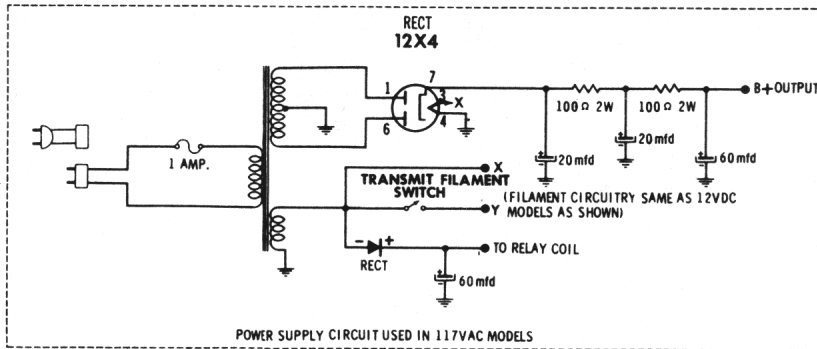 RECT
12X4
1
7
3
X
6
4
B+ OUTPUT
100Ω 2W
100Ω 2W
+
-
20mfd
+
-
20mfd
+
-
60mfd
1 AMP.
X
TRANSMIT FILAMENT
SWITCH
Y
(FILAMENT CIRCUITRY SAME AS 12VDC
MODELS AS SHOWN)
- +
RECT
TO RELAY COIL
+
-
60mfd
POWER SUPPLY CIRCUIT USED IN 117VAC MODELS